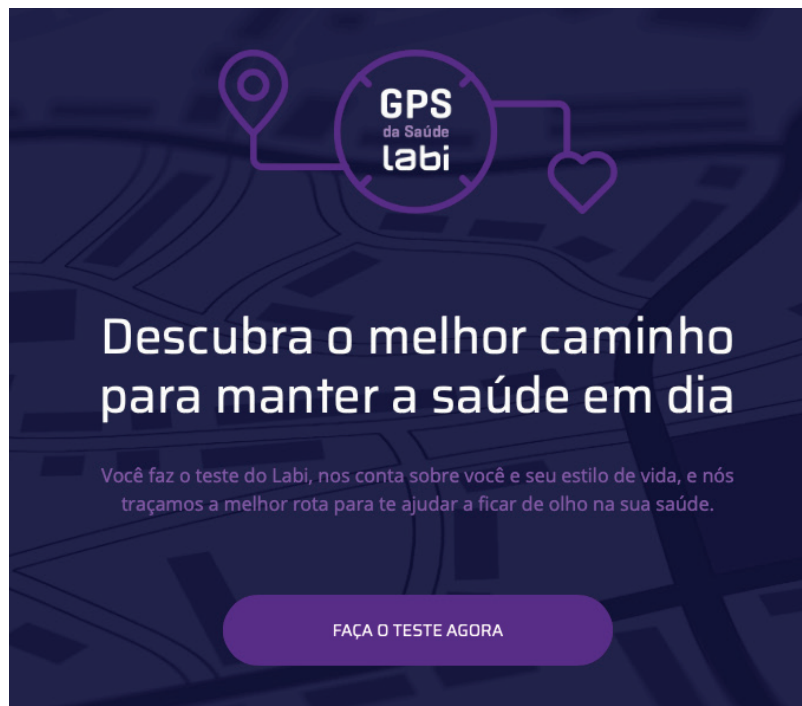 GPS
da Saúde
labi
Descubra o melhor caminho
para manter a saúde em dia
Você faz o teste do Labi, nos conta sobre você e seu estilo de vida, e nós
traçamos a melhor rota para te ajudar a ficar de olho na sua saúde.
FAÇA O TESTE AGORA